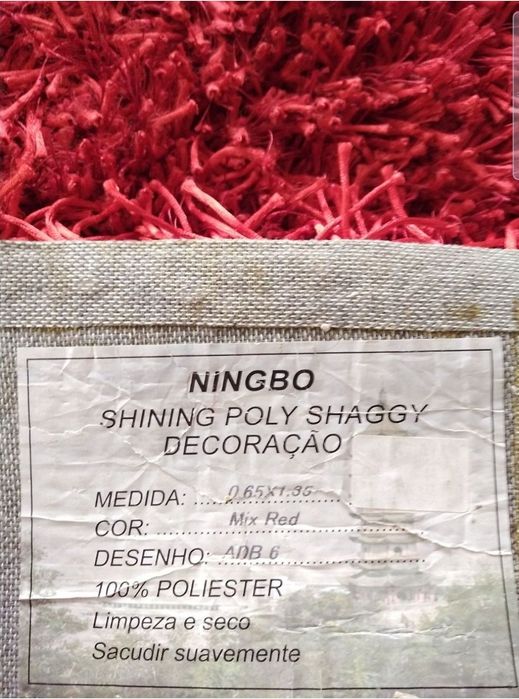 NINGBO
SHINING POLY SHAGGY
DECORAÇÃO
MEDIDA: 0.65X1.35
COR: Mix Red
DESENHO: ADB 6
100% POLIESTER
Limpeza e seco
Sacudir suavemente